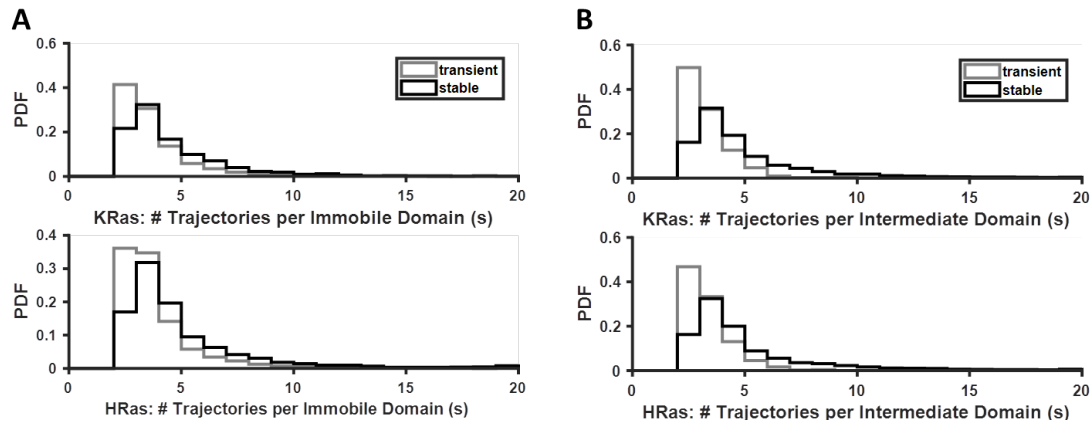 A
0.6
0.4
0.2
0
PDF
transient
stable
0 5 10 15 20
KRas: # Trajectories per Immobile Domain (s)
0.4
0.3
0.2
0.1
0
PDF
0 5 10 15 20
HRas: # Trajectories per Immobile Domain (s)
B
0.6
0.4
0.2
0
PDF
transient
stable
0 5 10 15 20
KRas: # Trajectories per Intermediate Domain (s)
0.6
0.4
0.2
0
PDF
0 5 10 15 20
HRas: # Trajectories per Intermediate Domain (s)